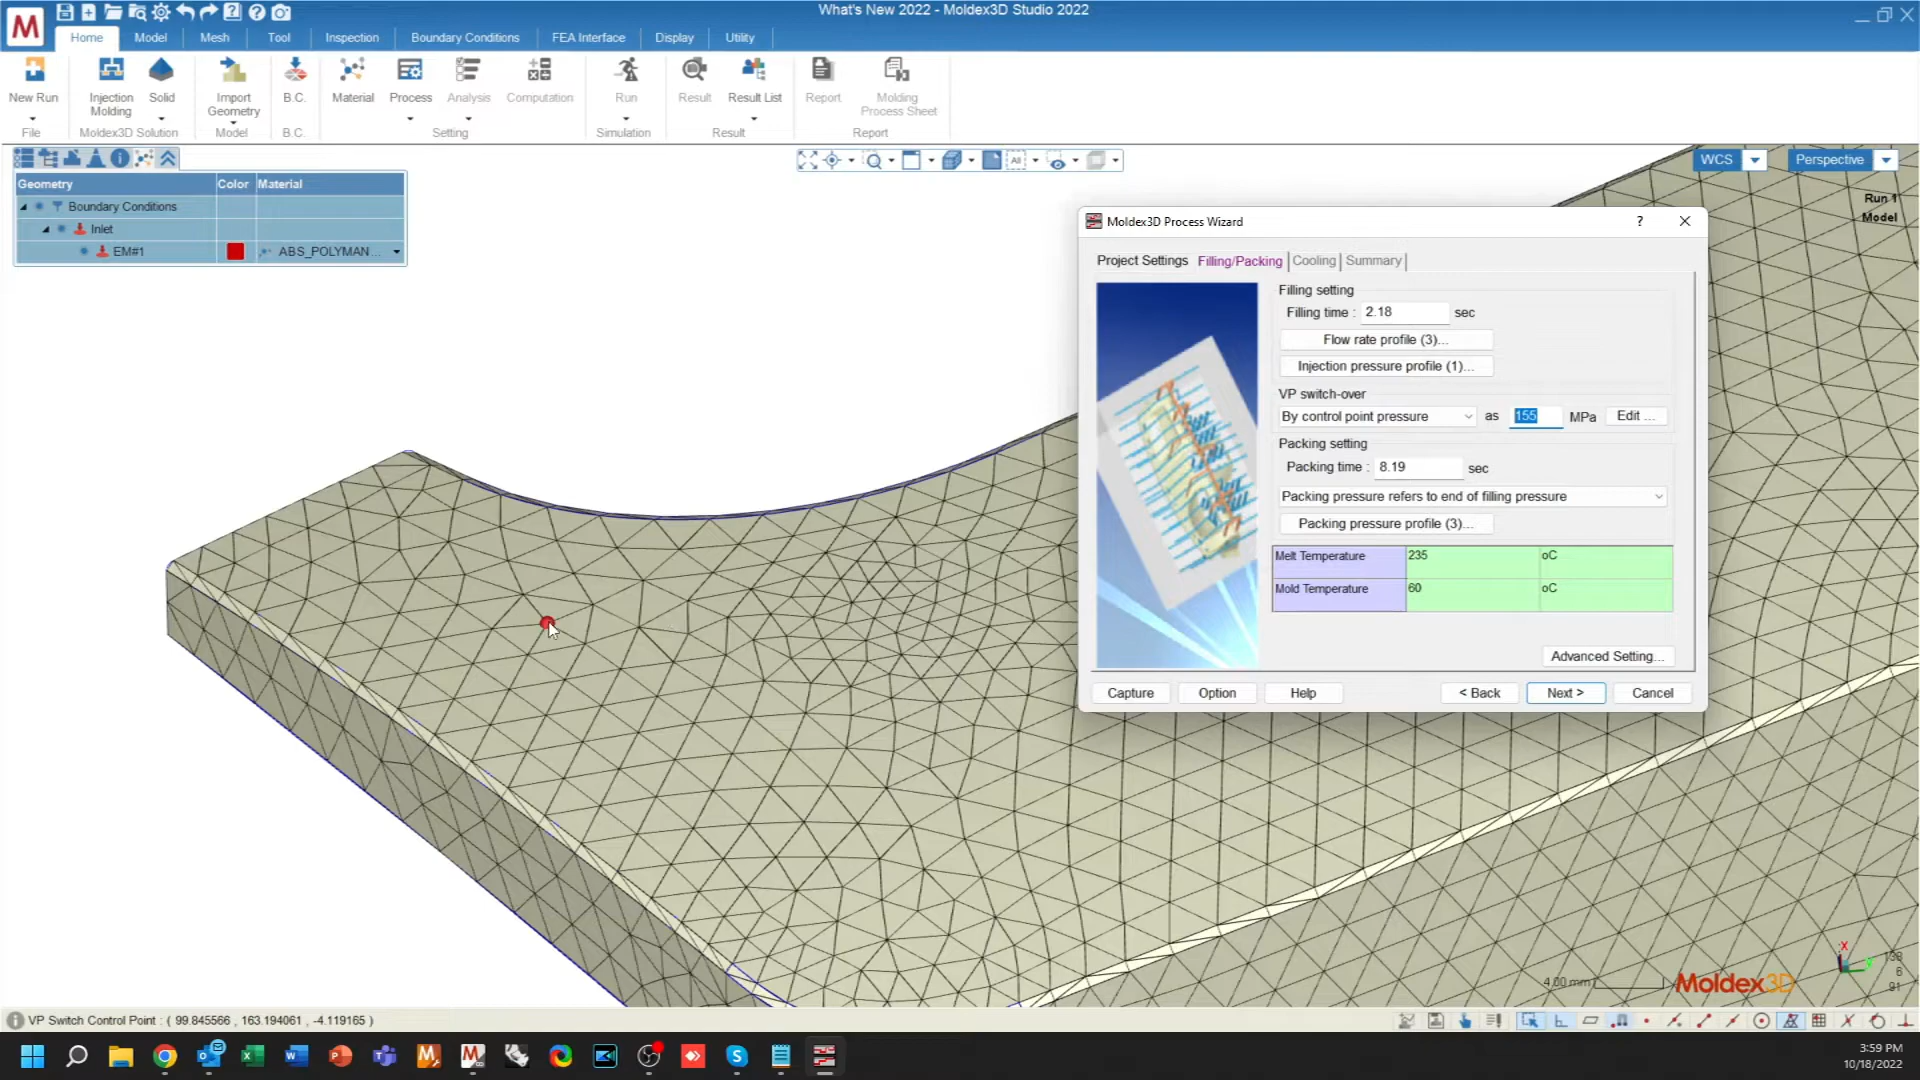 What's New 2022 - Moldex3D Studio 2022
M
Home Model Mesh Tool Inspection Boundary Conditions FEA Interface Display Utility
New Run
Injection Molding
Solid
Import Geometry
B.C.
Material
Process
Analysis
Computation
Run
Result
Result List
Report
Molding Process Sheet
File Moldex3D Solution Model B.C. Setting Simulation Result Report
Geometry Color Material
Boundary Conditions
Inlet
EM#1 ABS_POLYMAN...
All
WCS Perspective
Run 1
Model
Moldex3D Process Wizard ?
Project Settings Filling/Packing Cooling Summary
Filling setting
Filling time : 2.18 sec
Flow rate profile (3)...
Injection pressure profile (1)...
VP switch-over
By control point pressure as 155 MPa Edit ...
Packing setting
Packing time : 8.19 sec
Packing pressure refers to end of filling pressure
Packing pressure profile (3)...
Melt Temperature 235 oC
Mold Temperature 60 oC
Advanced Setting...
Capture Option Help < Back Next > Cancel
X
4.00 mm
Moldex3D
6
91
VP Switch Control Point : ( 99.845566 , 163.194061 , -4.119165 )
3:59 PM
10/18/2022